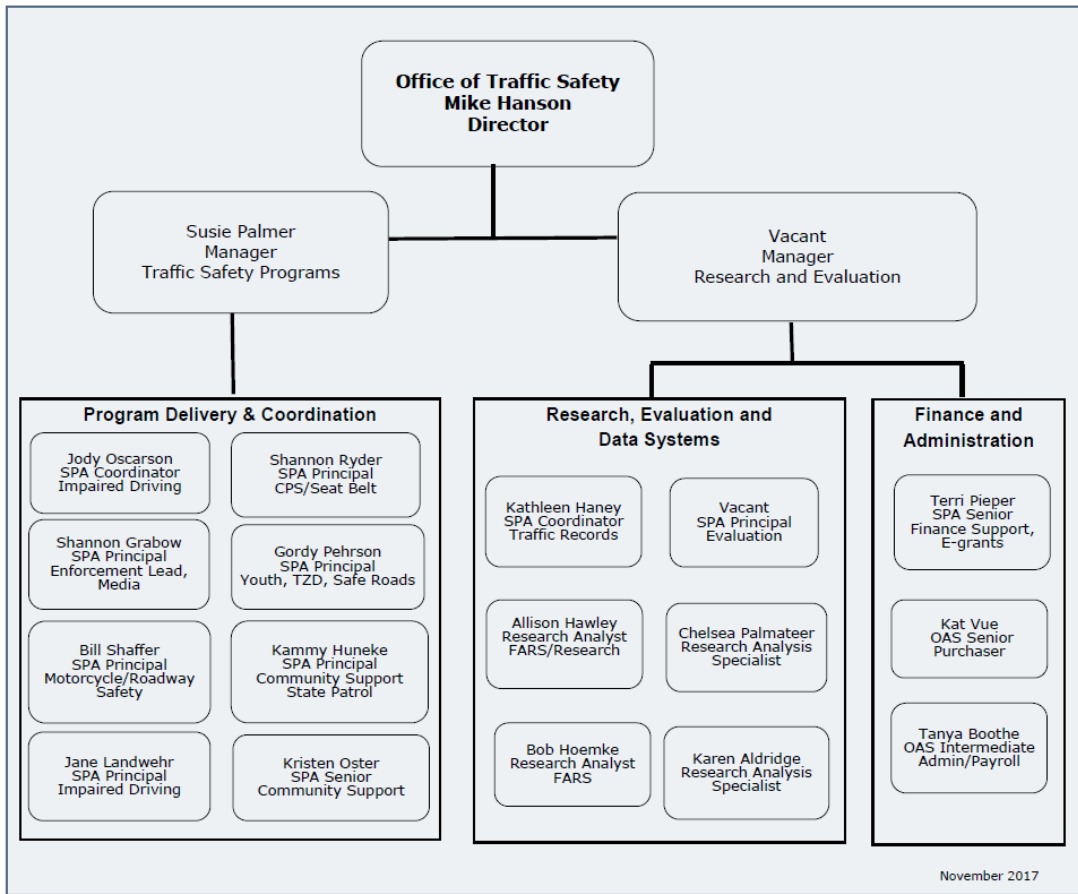 Office of Traffic Safety
Mike Hanson
Director
Susie Palmer
Manager
Traffic Safety Programs
Vacant
Manager
Research and Evaluation
Program Delivery & Coordination
Jody Oscarson
SPA Coordinator
Impaired Driving
Shannon Ryder
SPA Principal
CPS/Seat Belt
Shannon Grabow
SPA Principal
Enforcement Lead,
Media
Gordy Pehrson
SPA Principal
Youth, TZD, Safe Roads
Bill Shaffer
SPA Principal
Motorcycle/Roadway
Safety
Kammy Huneke
SPA Principal
Community Support
State Patrol
Jane Landwehr
SPA Principal
Impaired Driving
Kristen Oster
SPA Senior
Community Support
Research, Evaluation and
Data Systems
Kathleen Haney
SPA Coordinator
Traffic Records
Vacant
SPA Principal
Evaluation
Allison Hawley
Research Analyst
FARS/Research
Chelsea Palmateer
Research Analysis
Specialist
Bob Hoemke
Research Analyst
FARS
Karen Aldridge
Research Analysis
Specialist
Finance and
Administration
Terri Pieper
SPA Senior
Finance Support,
E-grants
Kat Vue
OAS Senior
Purchaser
Tanya Boothe
OAS Intermediate
Admin/Payroll
November 2017